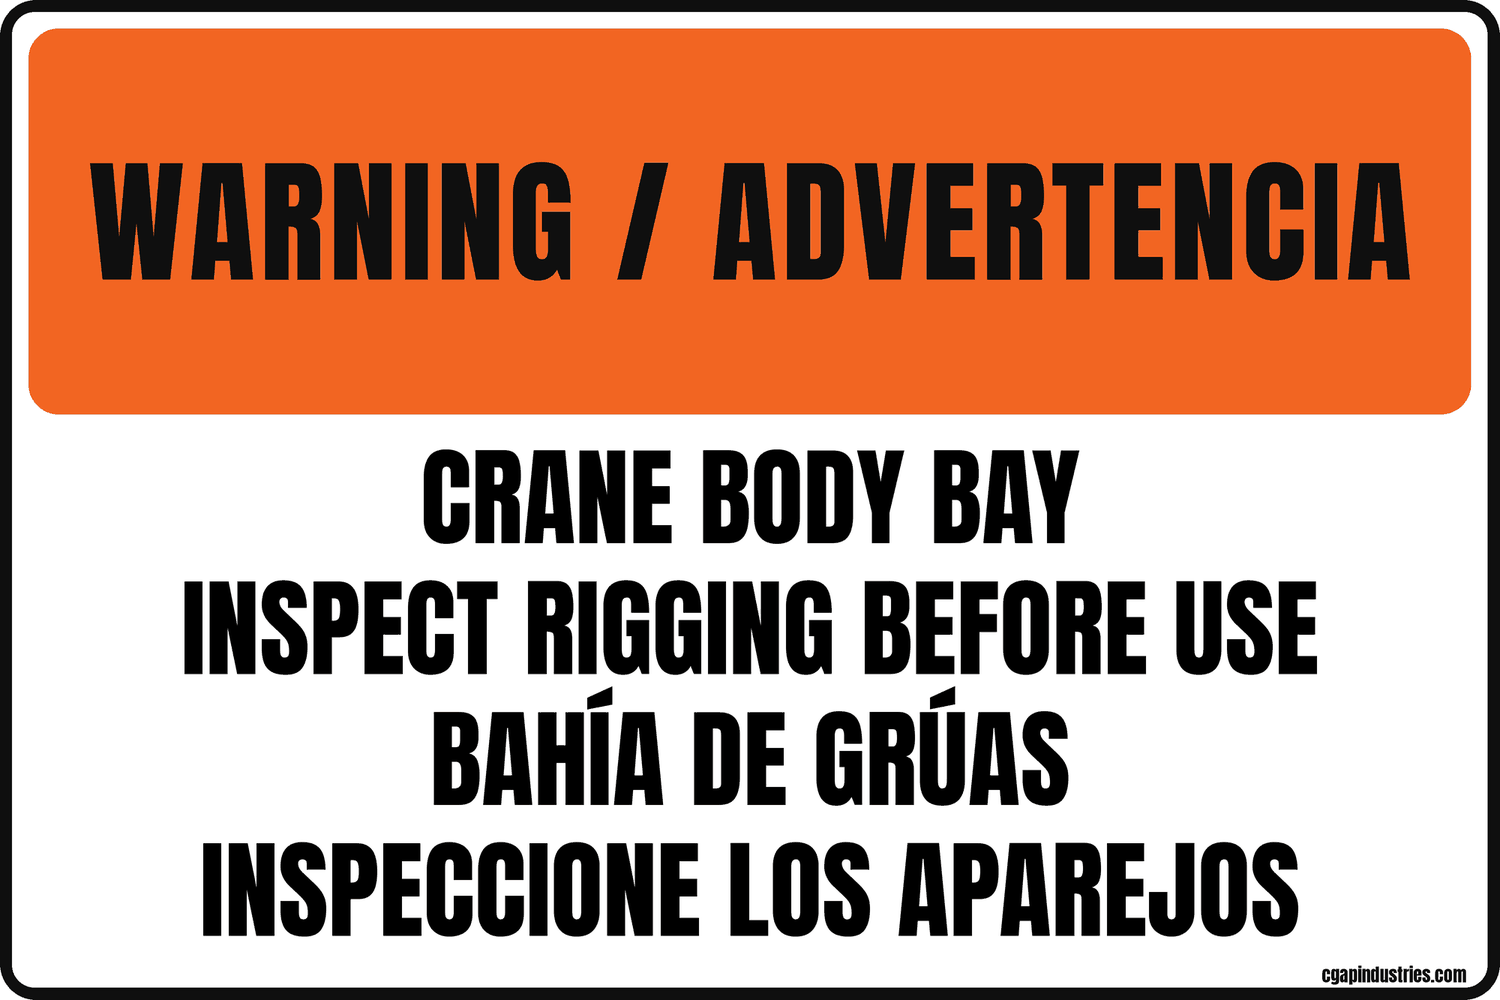 WARNING / ADVERTENCIA
CRANE BODY BAY
INSPECT RIGGING BEFORE USE
BAHÍA DE GRÚAS
INSPECCIONE LOS APAREJOS
cgapindustries.com